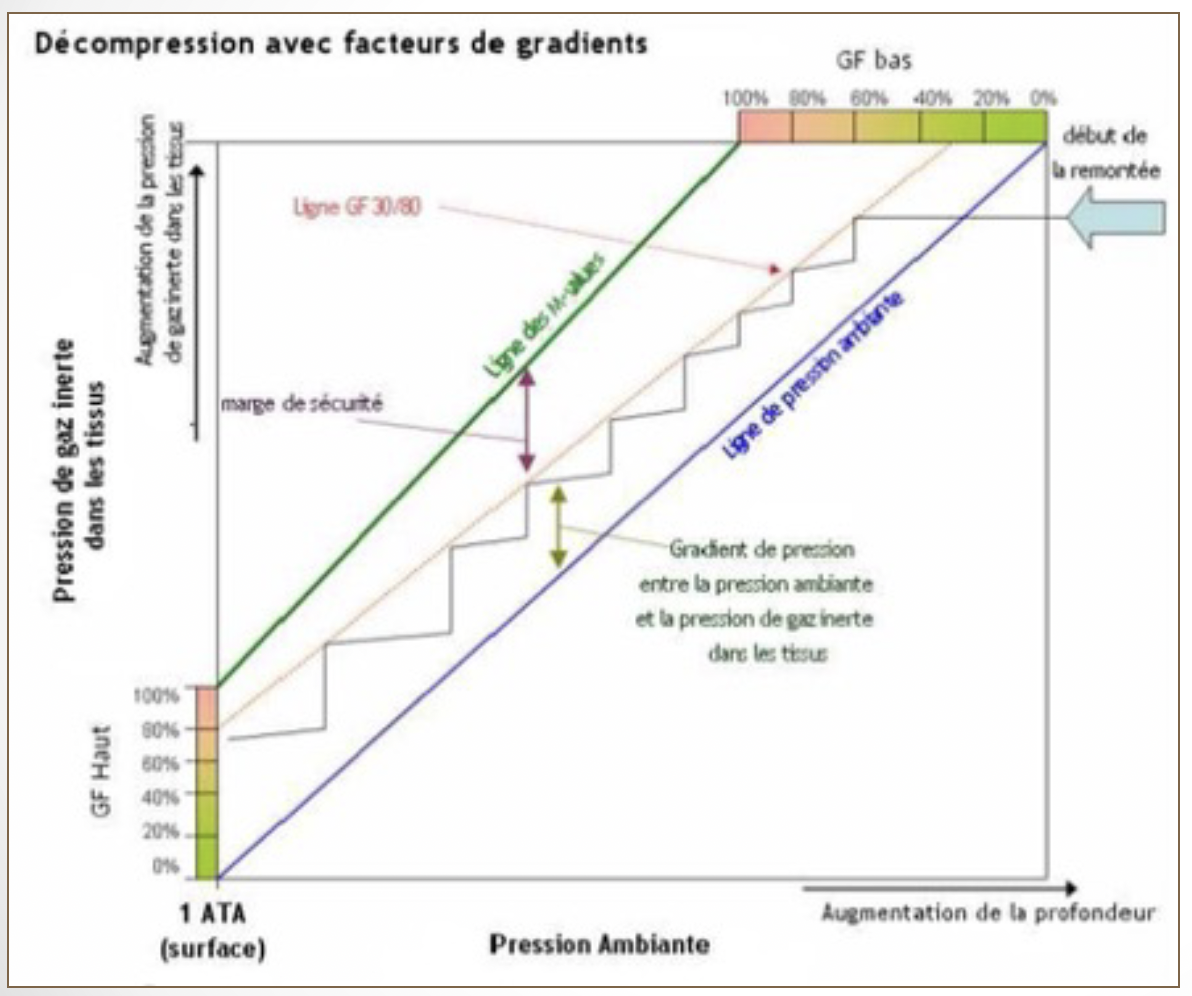 Décompression avec facteurs de gradients
GF bas
100% 80% 60% 40% 20% 0%
début de
la remontée
Augmentation de la pression
de gaz inerte dans les tissus
Ligne GF 30/80
Ligne des M-values
Ligne de pression ambiante
marge de sécurité
Pression de gaz inerte
dans les tissus
Gradient de pression
entre la pression ambiante
et la pression de gaz inerte
dans les tissus
GF Haut
100%
80%
60%
40%
20%
0%
1 ATA
(surface)
Pression Ambiante
Augmentation de la profondeur